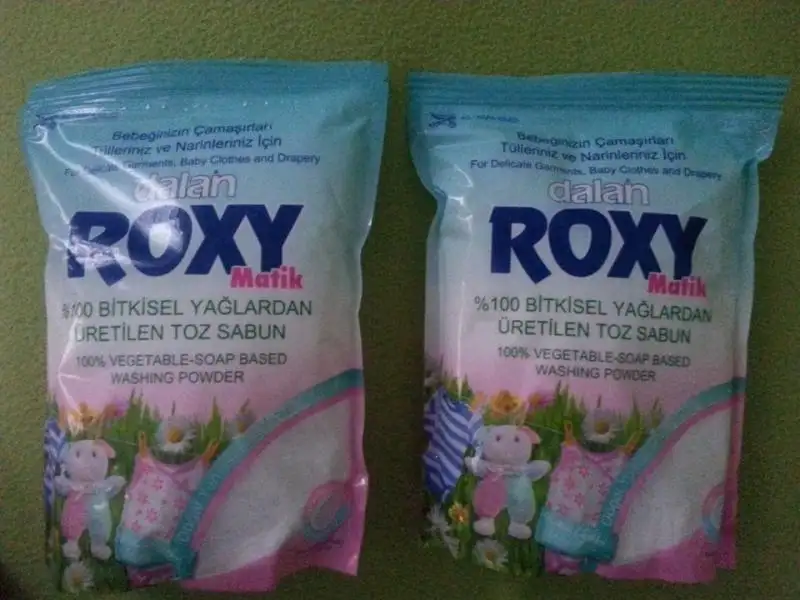 Bebeğinizin Çamaşırları
Tülleriniz ve Narinleriniz İçin
For Delicate Garments, Baby Clothes and Drapery
dalan
ROXY
Matik
%100 BİTKİSEL YAĞLARDAN
ÜRETİLEN TOZ SABUN
100% VEGETABLE-SOAP BASED
WASHING POWDER
Bebeğinizin Çamaşırları
Tülleriniz ve Narinleriniz İçin
For Delicate Garments, Baby Clothes and Drapery
dalan
ROXY
Matik
%100 BİTKİSEL YAĞLARDAN
ÜRETİLEN TOZ SABUN
100% VEGETABLE-SOAP BASED
WASHING POWDER